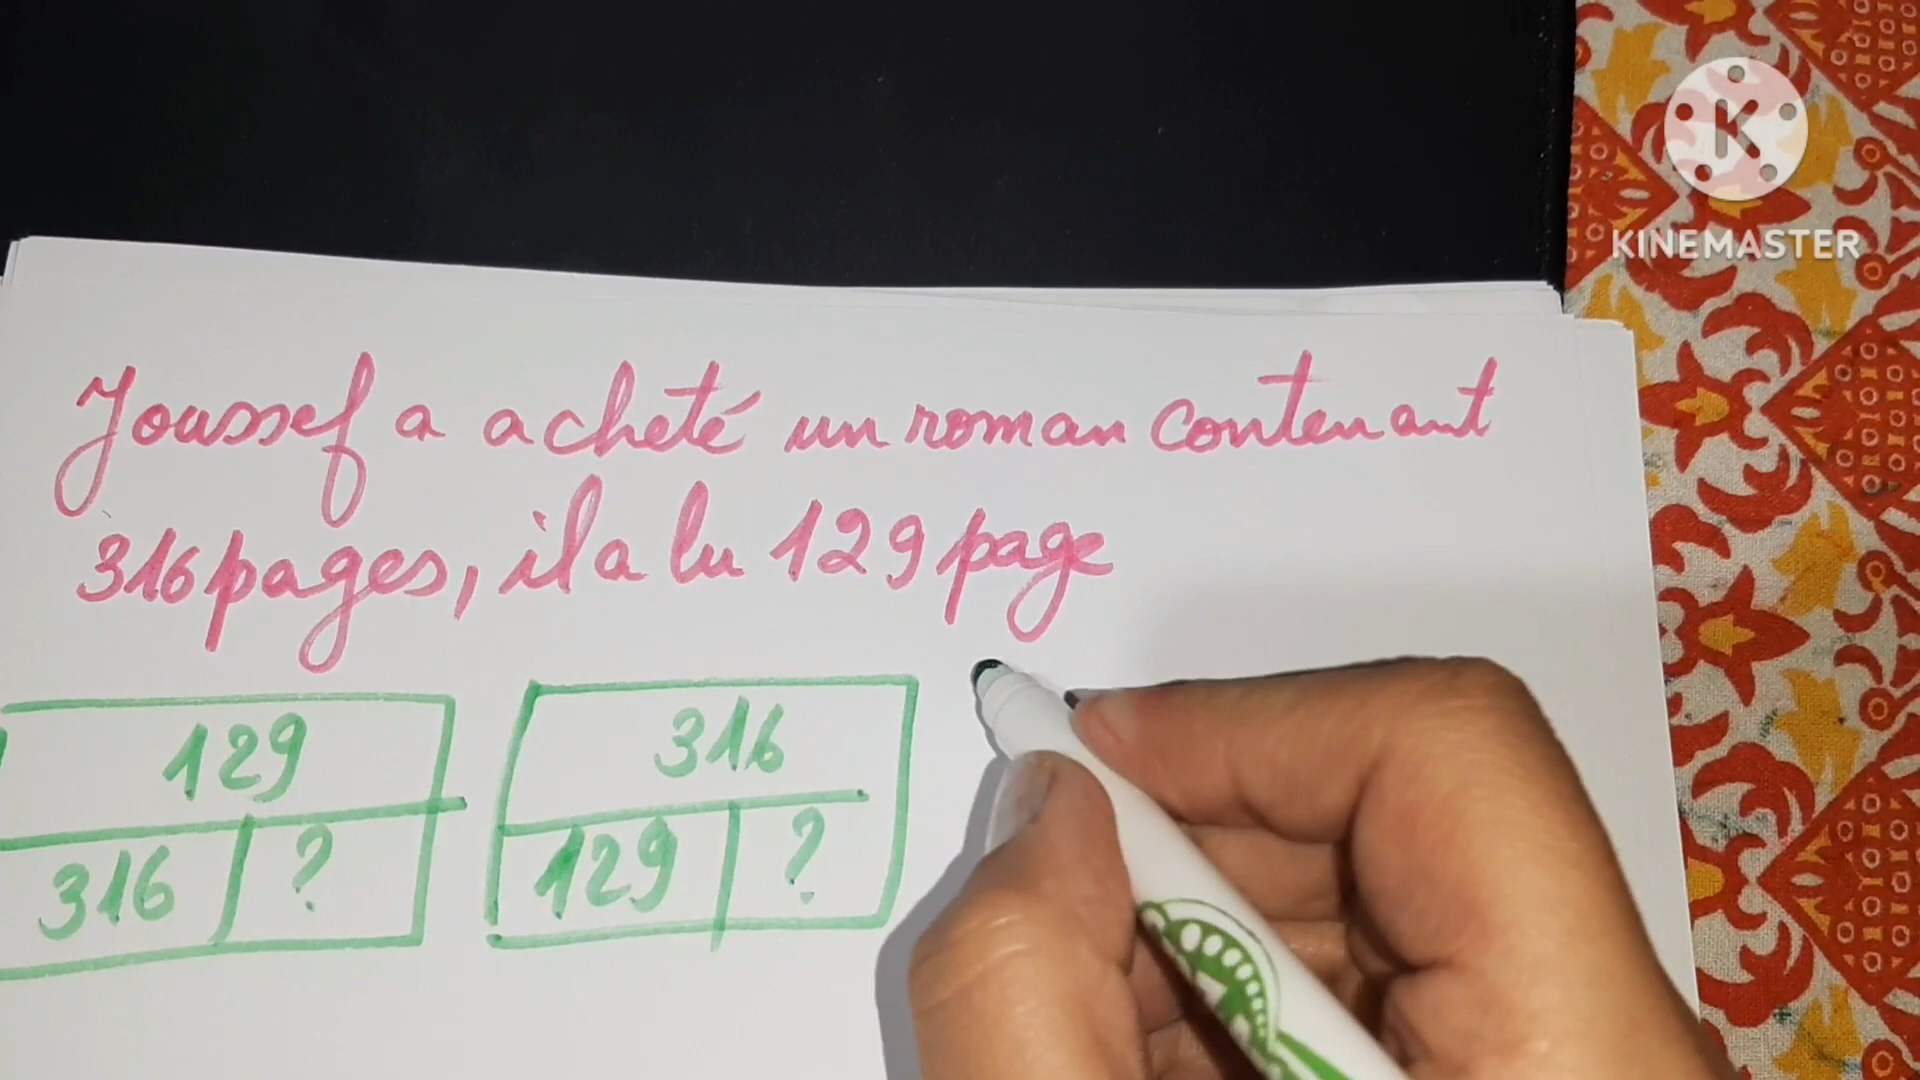 KINEMASTER
Youssef a acheté un roman contenant
316 pages, il a lu 129 page
129
316 ?
316
129 ?